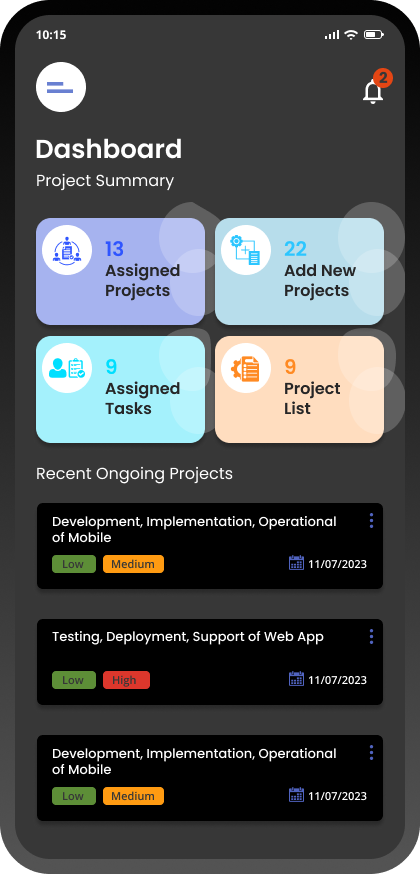 10:15
2
Dashboard
Project Summary
13
Assigned
Projects
22
Add New
Projects
9
Assigned
Tasks
9
Project
List
Recent Ongoing Projects
Development, Implementation, Operational
of Mobile
Low Medium 11/07/2023
Testing, Deployment, Support of Web App
Low High 11/07/2023
Development, Implementation, Operational
of Mobile
Low Medium 11/07/2023